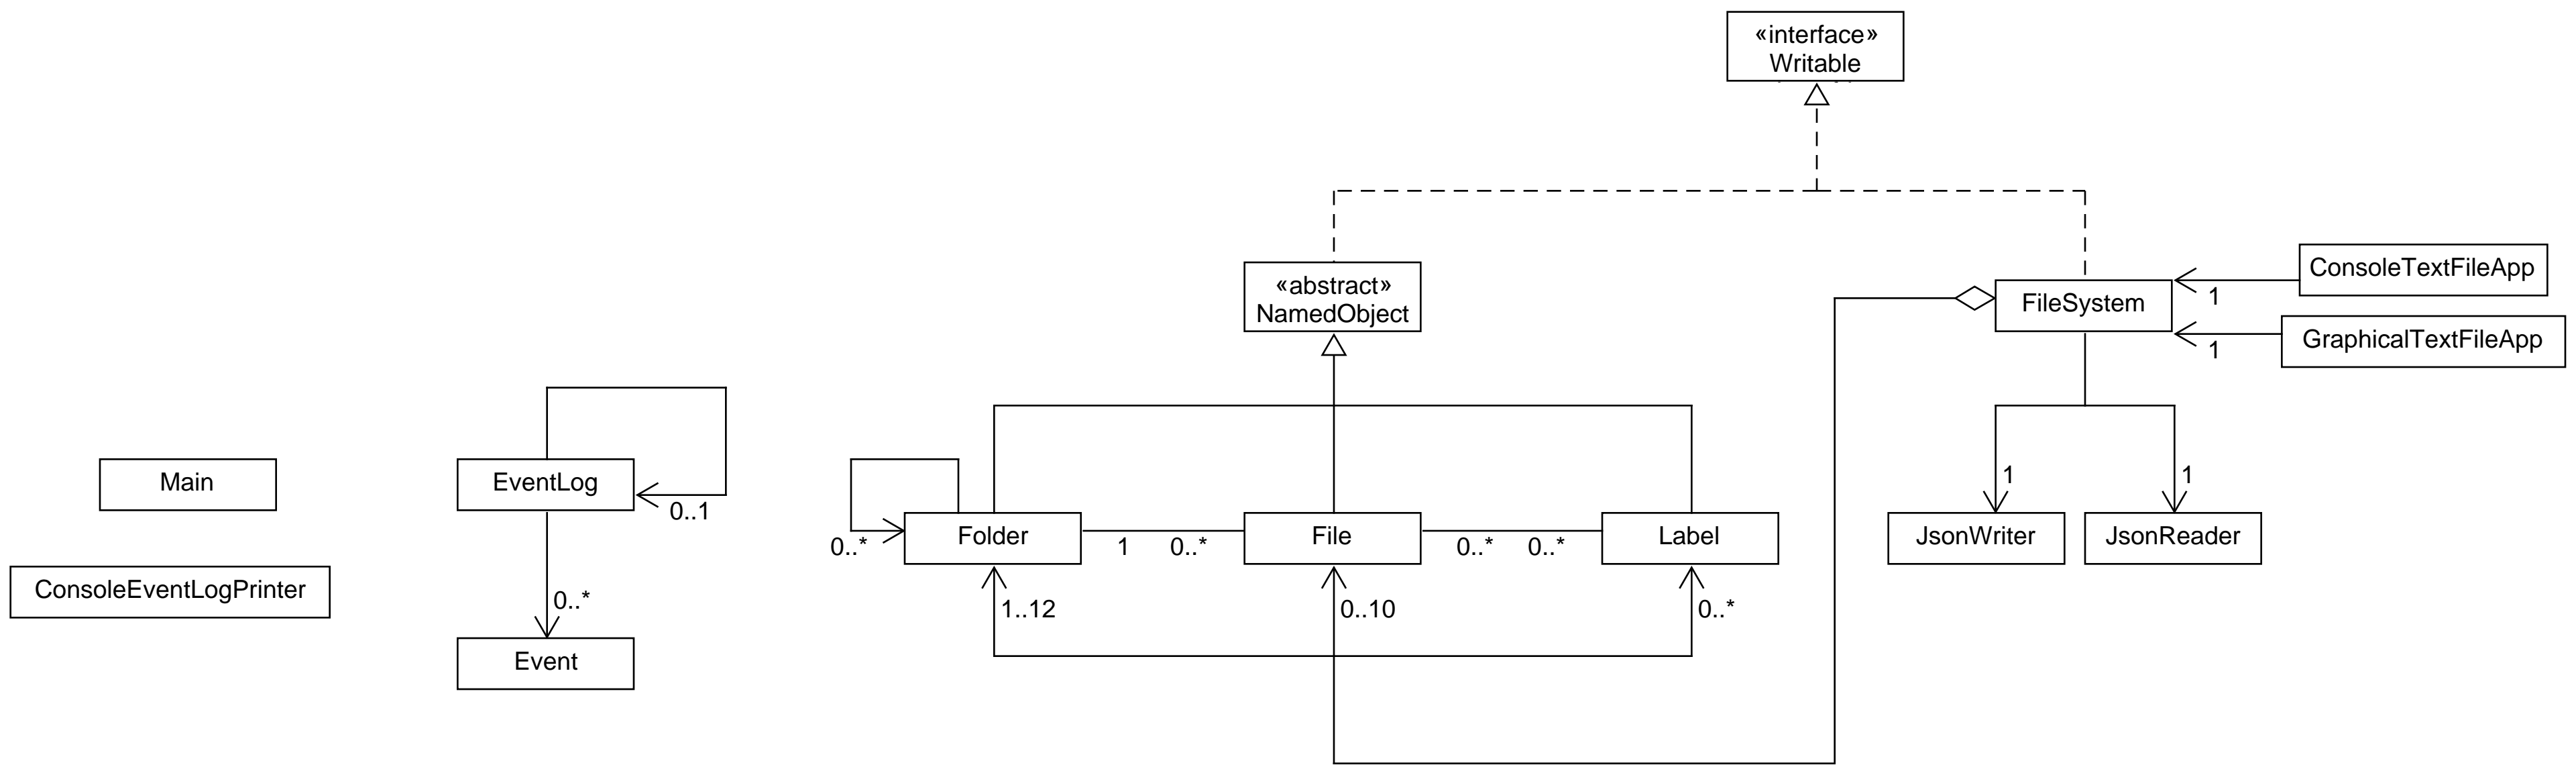 «interface»
Writable
«abstract»
NamedObject
FileSystem
1
1
ConsoleTextFileApp
GraphicalTextFileApp
Main
EventLog
0..1
ConsoleEventLogPrinter
0..*
Event
0..*
Folder
1
0..*
File
0..*
0..*
Label
1..12
0..10
0..*
1
1
JsonWriter
JsonReader